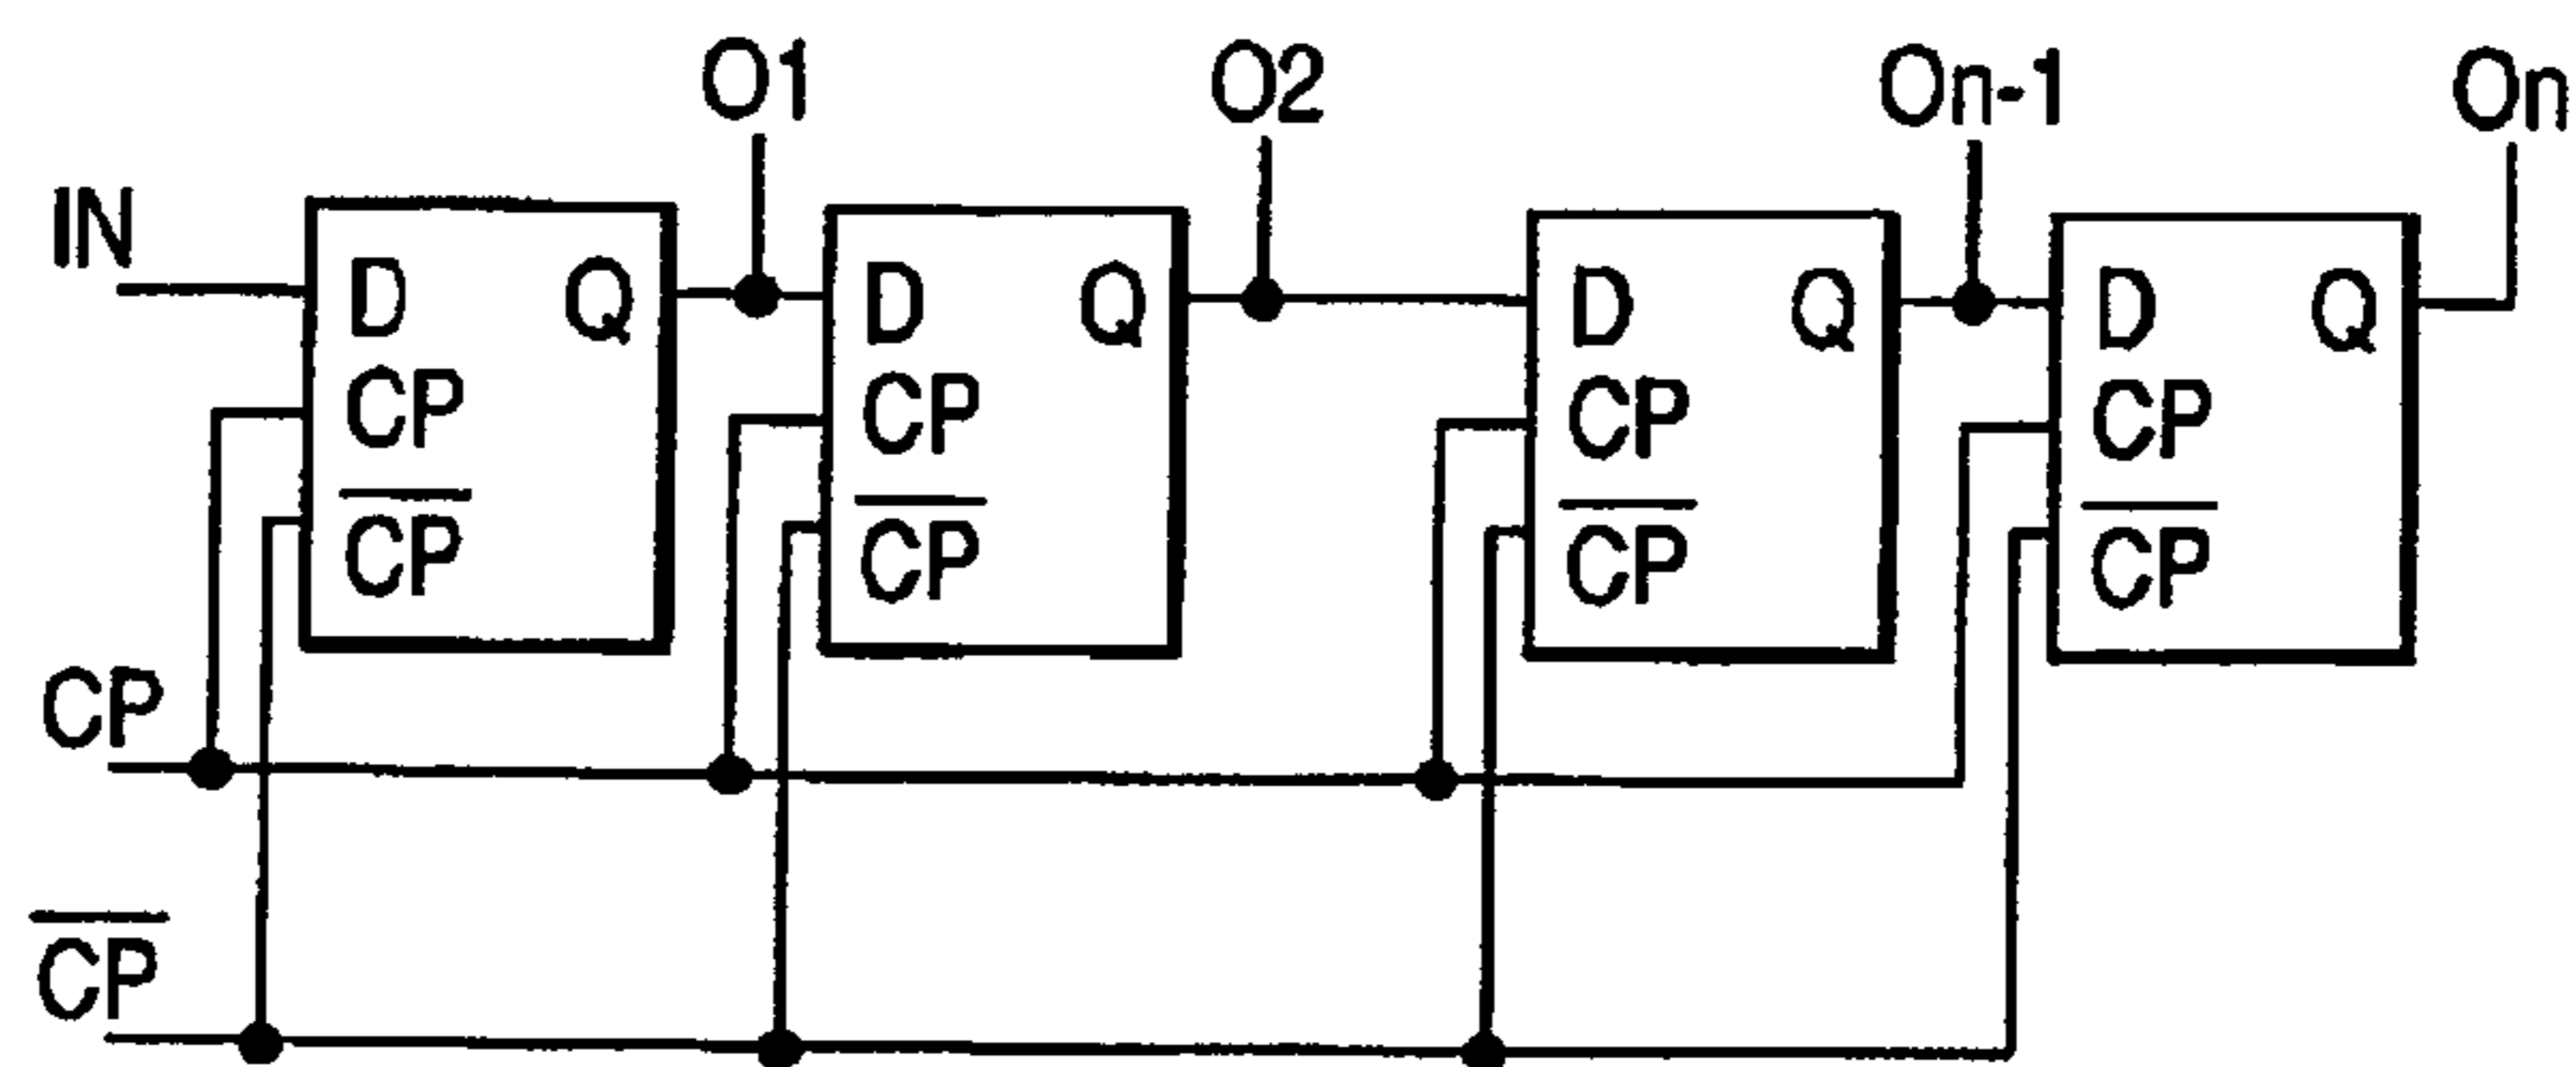 O1 O2 On-1 On
IN
D Q D Q D Q D Q
CP CP CP CP
C̅P̅ C̅P̅ C̅P̅ C̅P̅
CP
C̅P̅